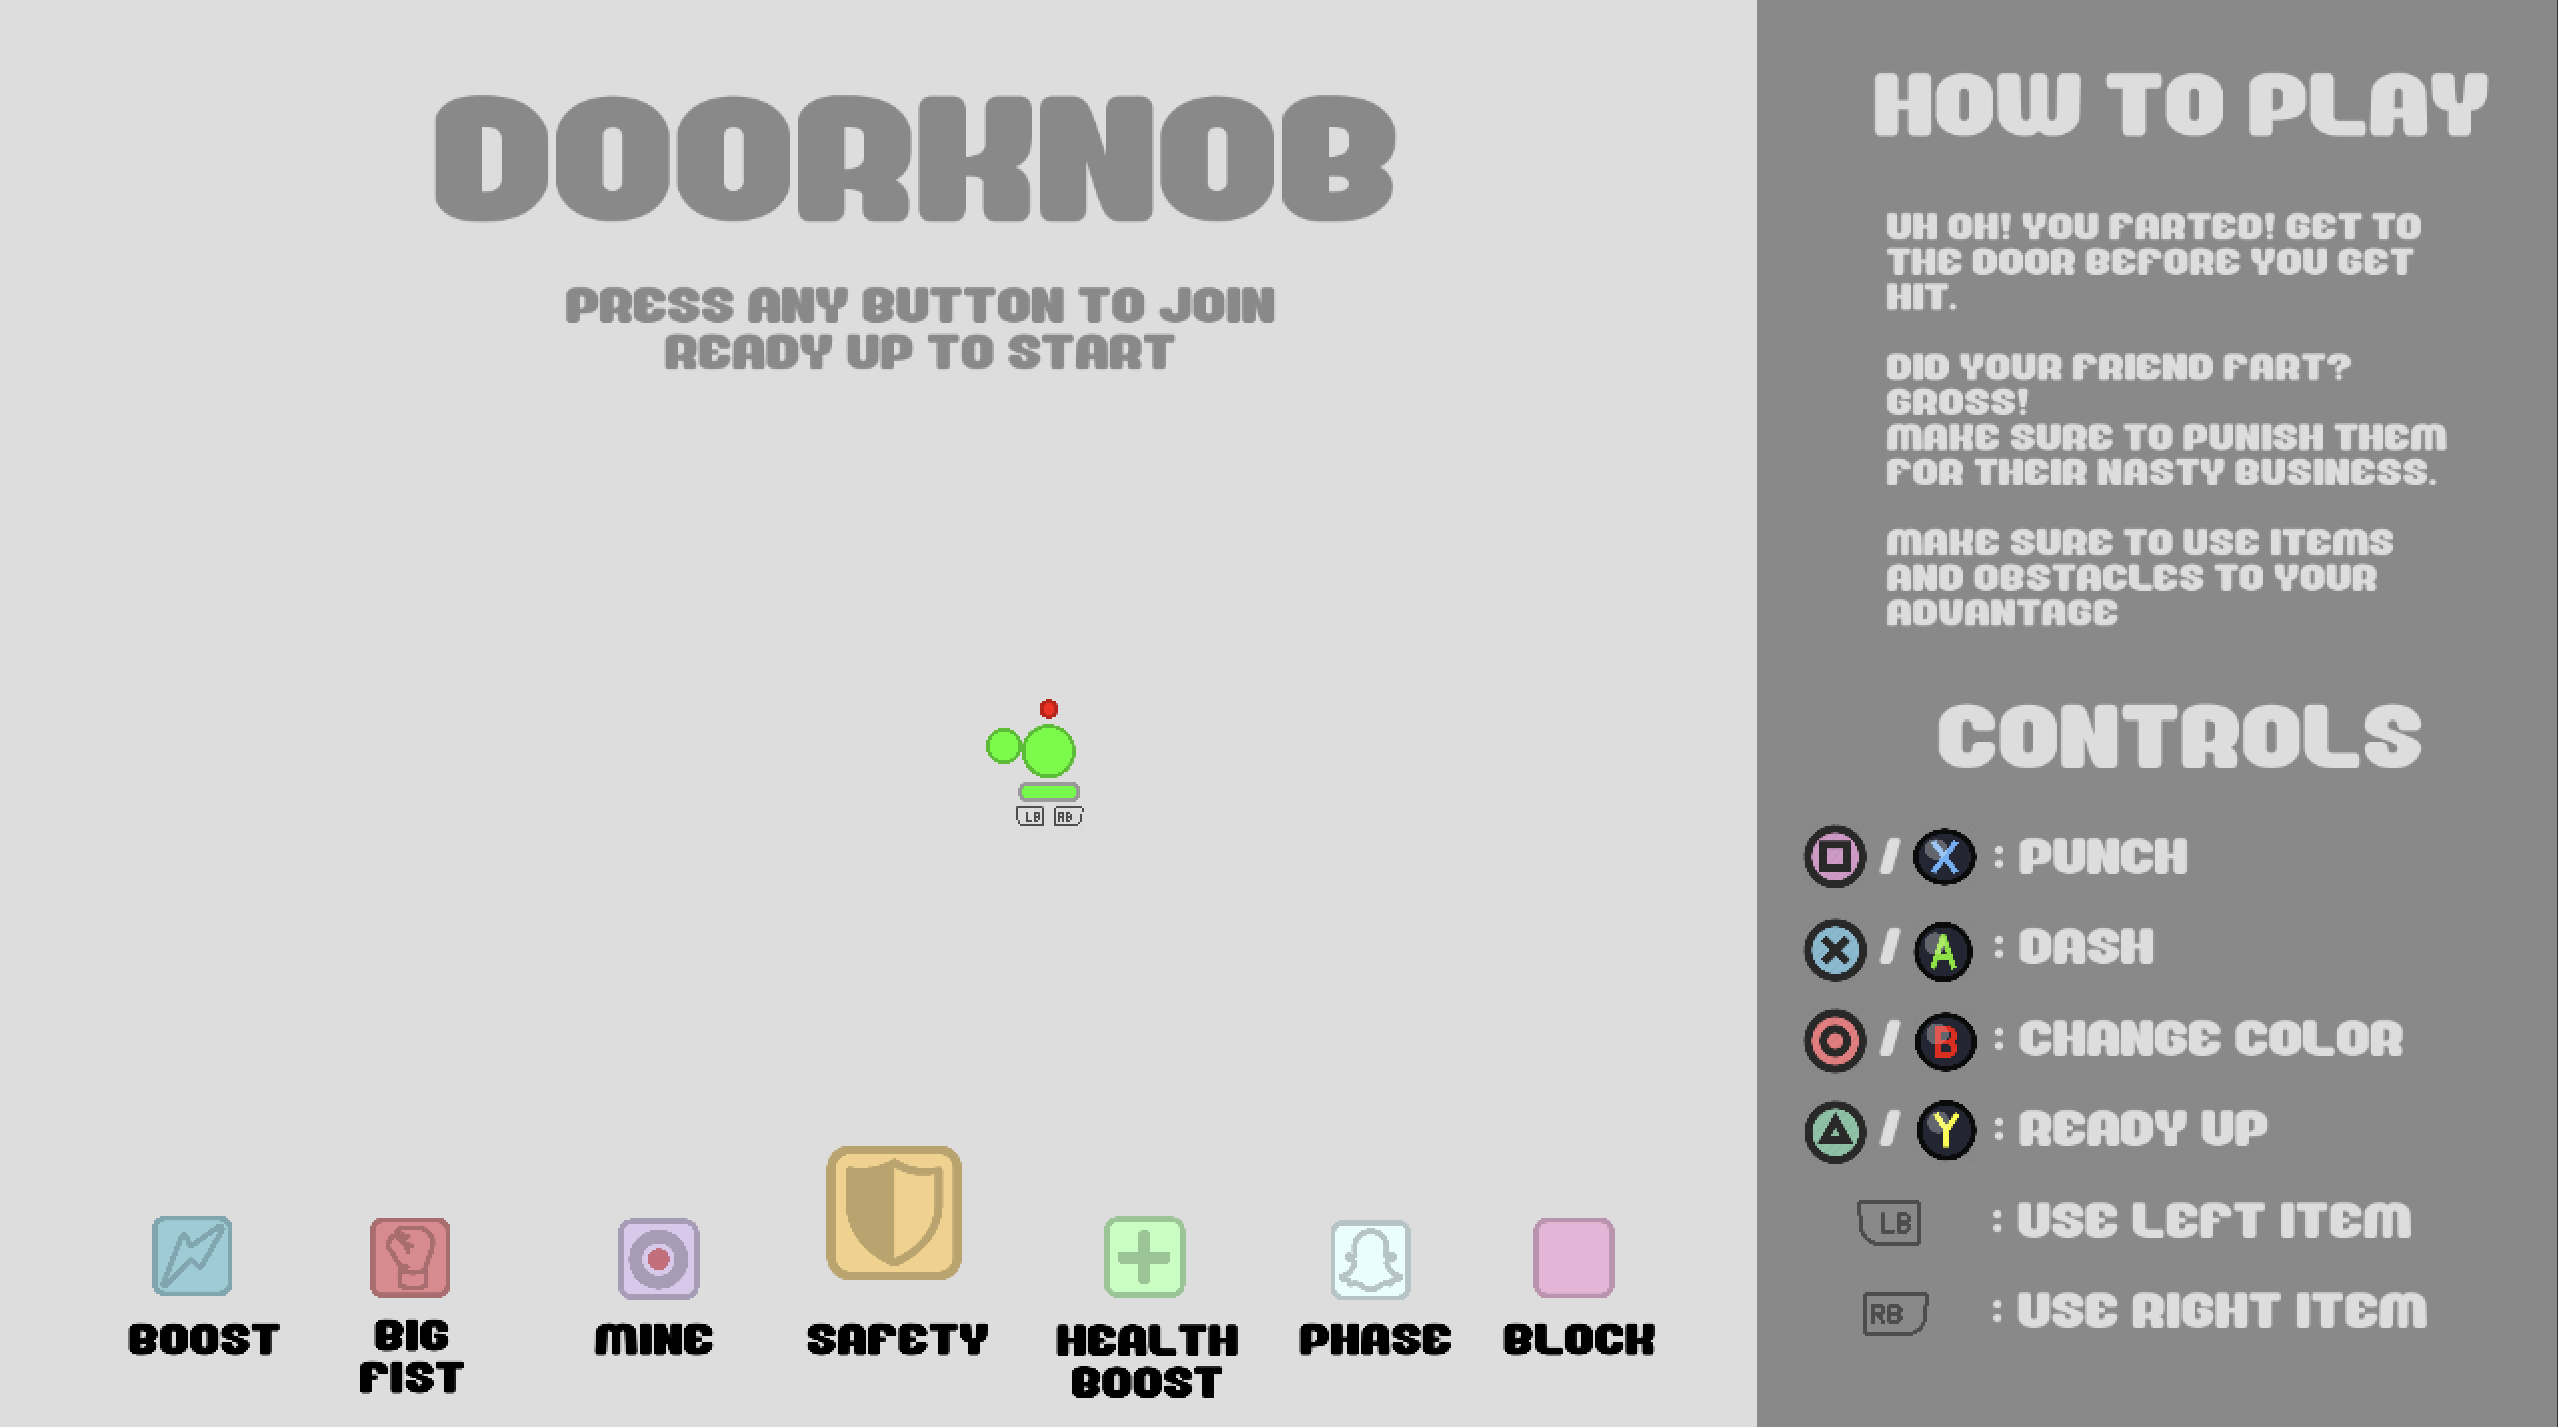 DOORKNOB
PRESS ANY BUTTON TO JOIN
READY UP TO START
LB RB
BOOST
BIG
FIST
MINE
SAFETY
HEALTH
BOOST
PHASE
BLOCK
HOW TO PLAY
UH OH! YOU FARTED! GET TO
THE DOOR BEFORE YOU GET
HIT.
DID YOUR FRIEND FART?
GROSS!
MAKE SURE TO PUNISH THEM
FOR THEIR NASTY BUSINESS.
MAKE SURE TO USE ITEMS
AND OBSTACLES TO YOUR
ADVANTAGE
CONTROLS
/ X : PUNCH
/ A : DASH
/ B : CHANGE COLOR
/ Y : READY UP
LB : USE LEFT ITEM
RB : USE RIGHT ITEM